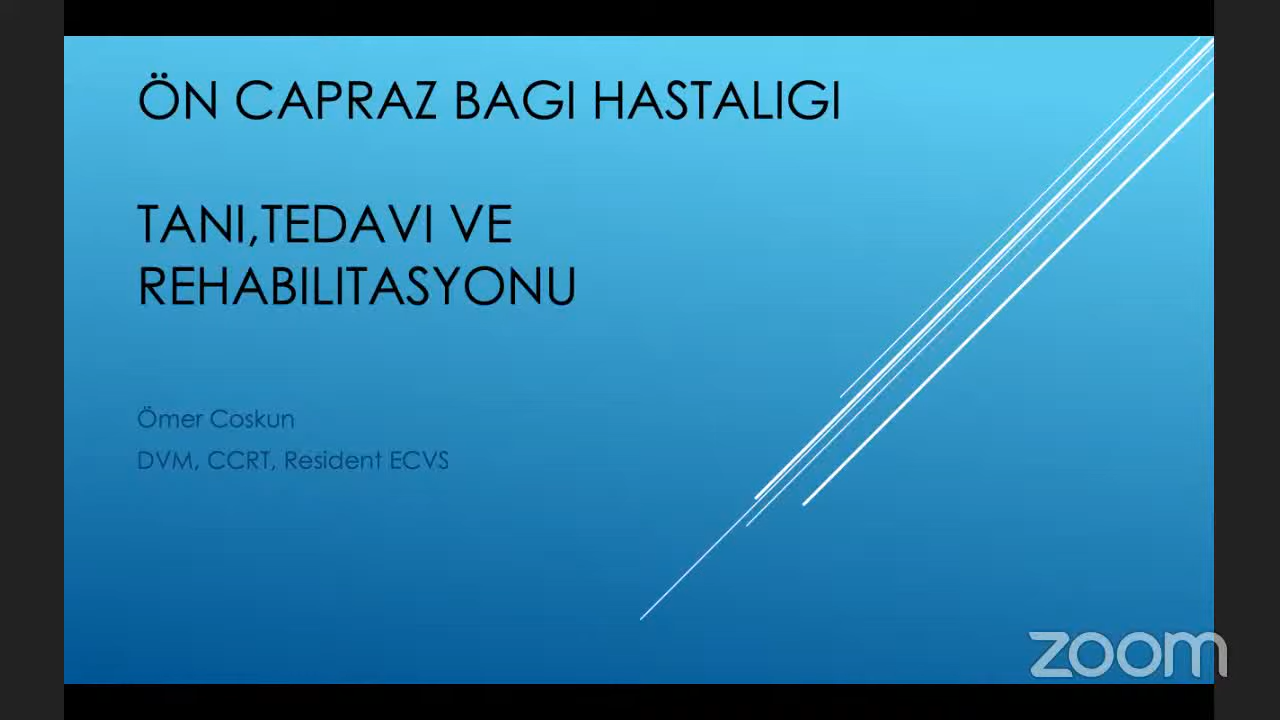 ÖN CAPRAZ BAGI HASTALIGI
TANI,TEDAVI VE
REHABILITASYONU
Ömer Coskun
DVM, CCRT, Resident ECVS
zoom